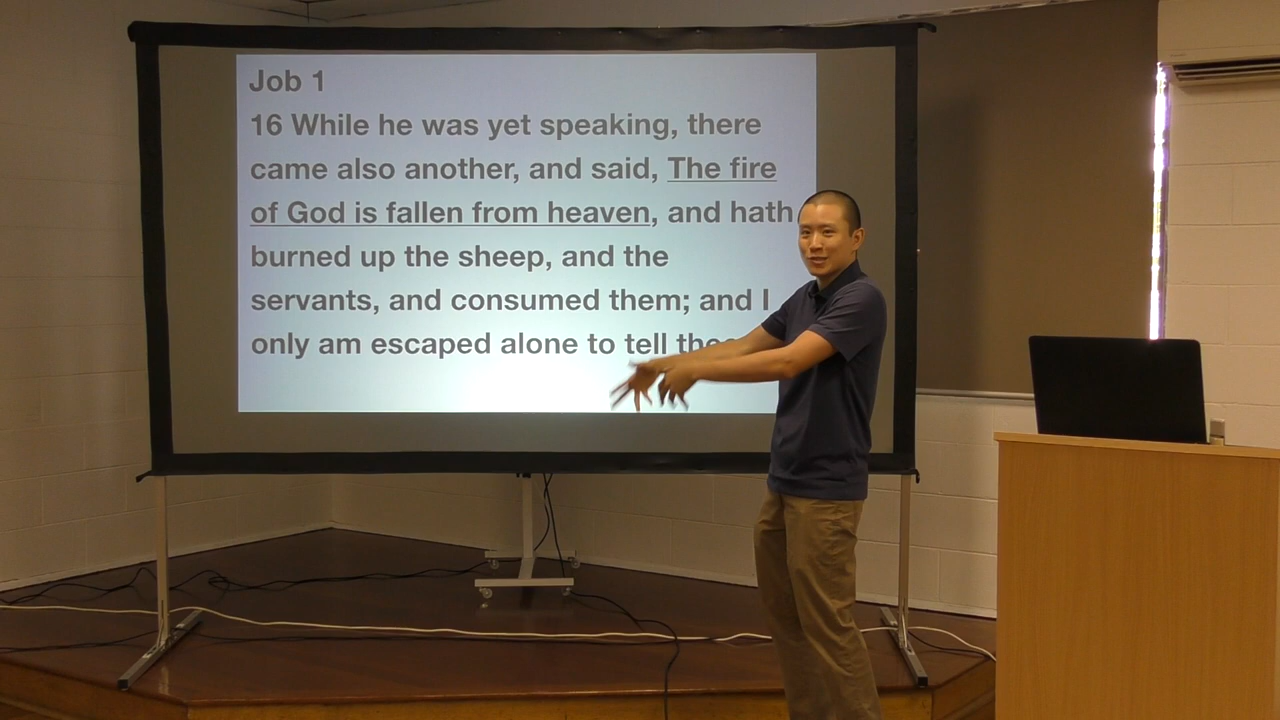 Job 1
16 While he was yet speaking, there
came also another, and said, The fire
of God is fallen from heaven, and hath
burned up the sheep, and the
servants, and consumed them; and I
only am escaped alone to tell thee.